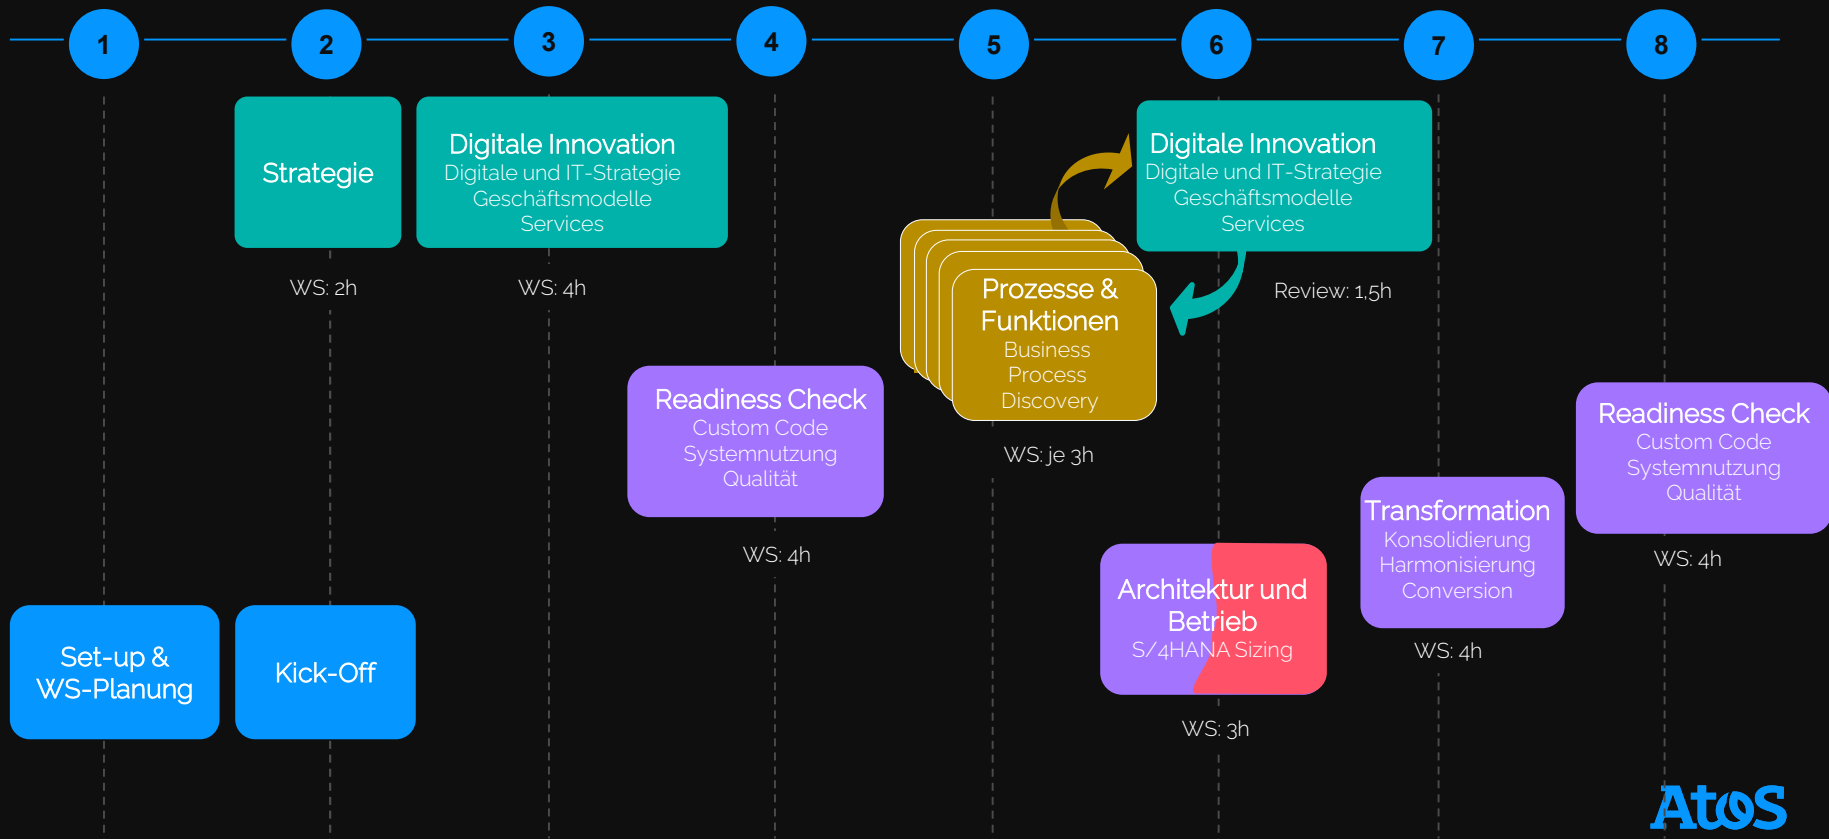 1
2
3
4
5
6
7
8
Strategie
WS: 2h
Digitale Innovation
Digitale und IT-Strategie
Geschäftsmodelle
Services
WS: 4h
Digitale Innovation
Digitale und IT-Strategie
Geschäftsmodelle
Services
Review: 1,5h
Prozesse &
Funktionen
Business
Process
Discovery
WS: je 3h
Readiness Check
Custom Code
Systemnutzung
Qualität
WS: 4h
Readiness Check
Custom Code
Systemnutzung
Qualität
WS: 4h
Transformation
Konsolidierung
Harmonisierung
Conversion
WS: 4h
Architektur und
Betrieb
S/4HANA Sizing
WS: 3h
Set-up &
WS-Planung
Kick-Off
Atos